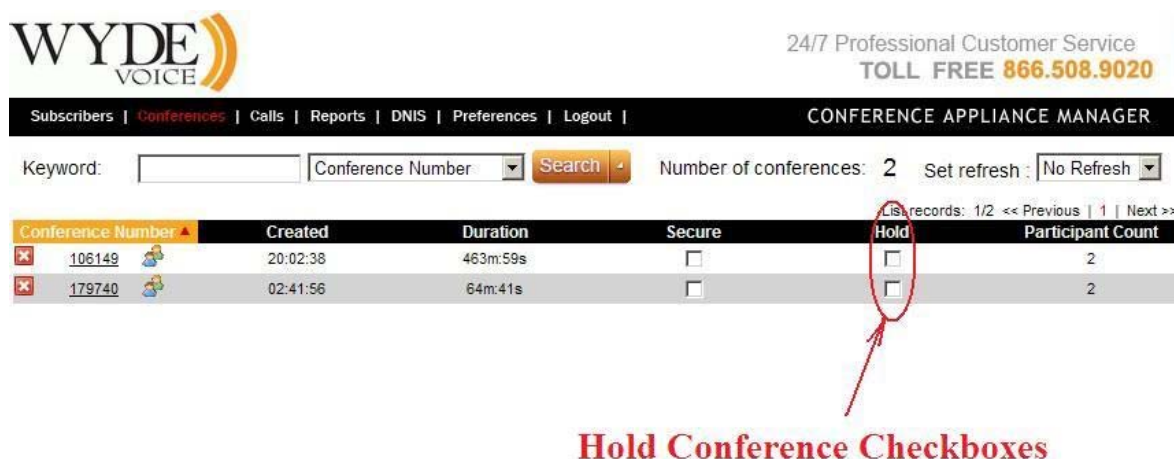 WYDE
VOICE
24/7 Professional Customer Service
TOLL FREE 866.508.9020
Subscribers | Conferences | Calls | Reports | DNIS | Preferences | Logout |
CONFERENCE APPLIANCE MANAGER
Keyword: Conference Number Search Number of conferences: 2 Set refresh : No Refresh
List records: 1/2 << Previous | 1 | Next >>
Conference Number Created Duration Secure Hold Participant Count
106149 20:02:38 463m:59s 2
179740 02:41:56 64m:41s 2
Hold Conference Checkboxes